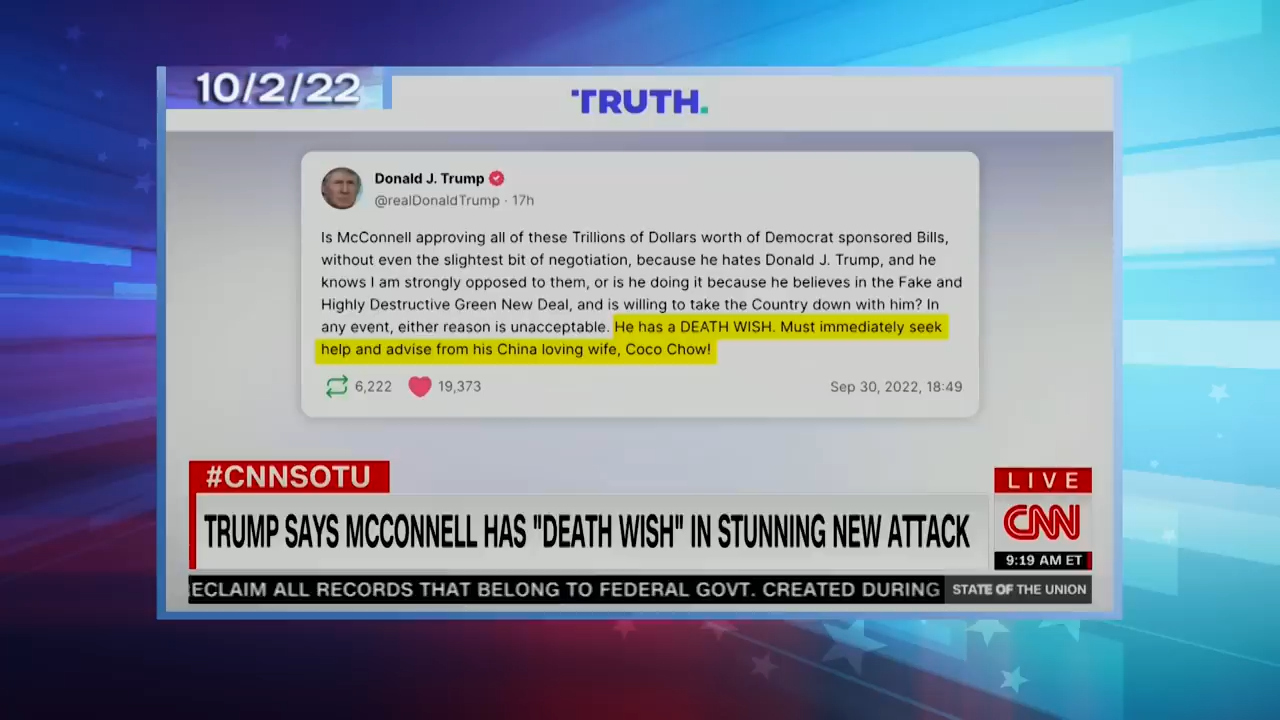 10/2/22
TRUTH.
Donald J. Trump
@realDonaldTrump · 17h
Is McConnell approving all of these Trillions of Dollars worth of Democrat sponsored Bills,
without even the slightest bit of negotiation, because he hates Donald J. Trump, and he
knows I am strongly opposed to them, or is he doing it because he believes in the Fake and
Highly Destructive Green New Deal, and is willing to take the Country down with him? In
any event, either reason is unacceptable. He has a DEATH WISH. Must immediately seek
help and advise from his China loving wife, Coco Chow!
6,222 19,373 Sep 30, 2022, 18:49
#CNNSOTU
TRUMP SAYS MCCONNELL HAS "DEATH WISH" IN STUNNING NEW ATTACK
LIVE
CNN
9:19 AM ET
ECLAIM ALL RECORDS THAT BELONG TO FEDERAL GOVT. CREATED DURING
STATE OF THE UNION